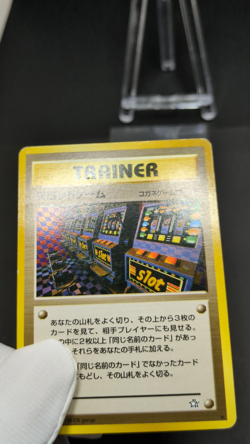 TRAINER
ゲーム コガネゲームコ
slot
slot
あなたの山札をよく切り、その上から3枚の
カードを見て、相手プレイヤーにも見せる。
中に2枚以上「同じ名前のカード」があっ
それらをあなたの手札に加える。
「同じ名前のカード」でなかったカード
もどし、その山札をよく切る。